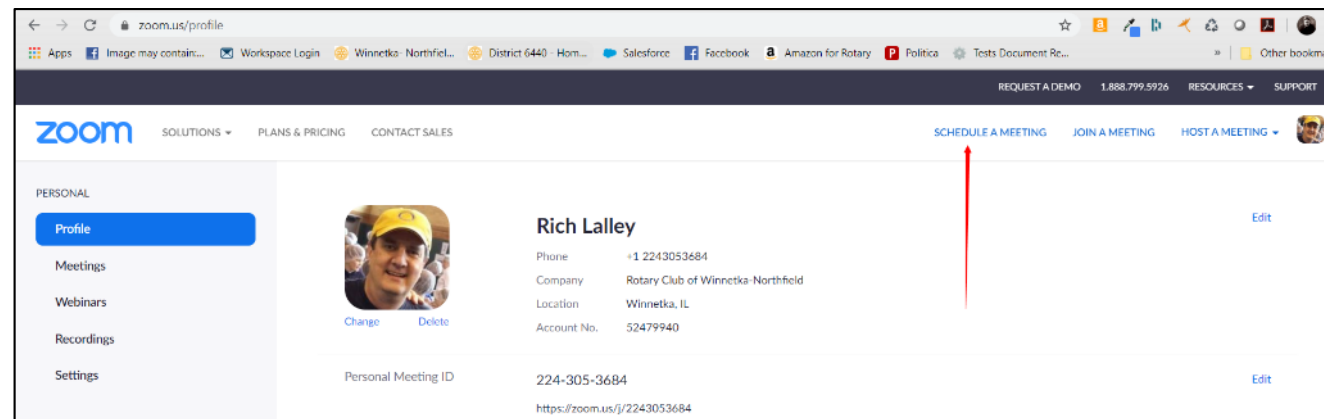 zoom.us/profile
Apps Image may contain:... Workspace Login Winnetka- Northfiel... District 6440 - Hom... Salesforce Facebook Amazon for Rotary Politica Tests Document Re... » Other bookma
REQUEST A DEMO 1.888.799.5926 RESOURCES SUPPORT
zoom SOLUTIONS PLANS & PRICING CONTACT SALES SCHEDULE A MEETING JOIN A MEETING HOST A MEETING
PERSONAL
Profile
Meetings
Webinars
Recordings
Settings
Change Delete
Rich Lalley
Edit
Phone +1 2243053684
Company Rotary Club of Winnetka-Northfield
Location Winnetka, IL
Account No. 52479940
Personal Meeting ID 224-305-3684 Edit
https://zoom.us/j/2243053684